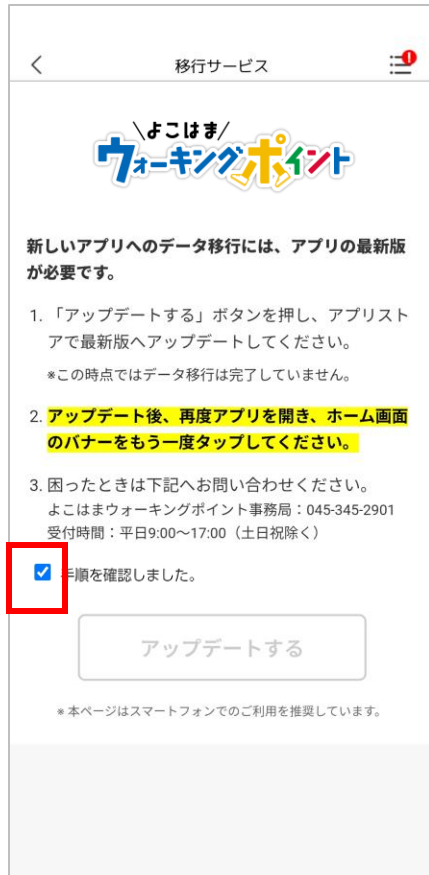 移行サービス
よこはま
ウォーキングポイント
新しいアプリへのデータ移行には、アプリの最新版
が必要です。
1. 「アップデートする」ボタンを押し、アプリスト
アで最新版へアップデートしてください。
*この時点ではデータ移行は完了していません。
2. アップデート後、再度アプリを開き、ホーム画面
のバナーをもう一度タップしてください。
3. 困ったときは下記へお問い合わせください。
よこはまウォーキングポイント事務局：045-345-2901
受付時間：平日9:00〜17:00（土日祝除く）
手順を確認しました。
アップデートする
* 本ページはスマートフォンでのご利用を推奨しています。